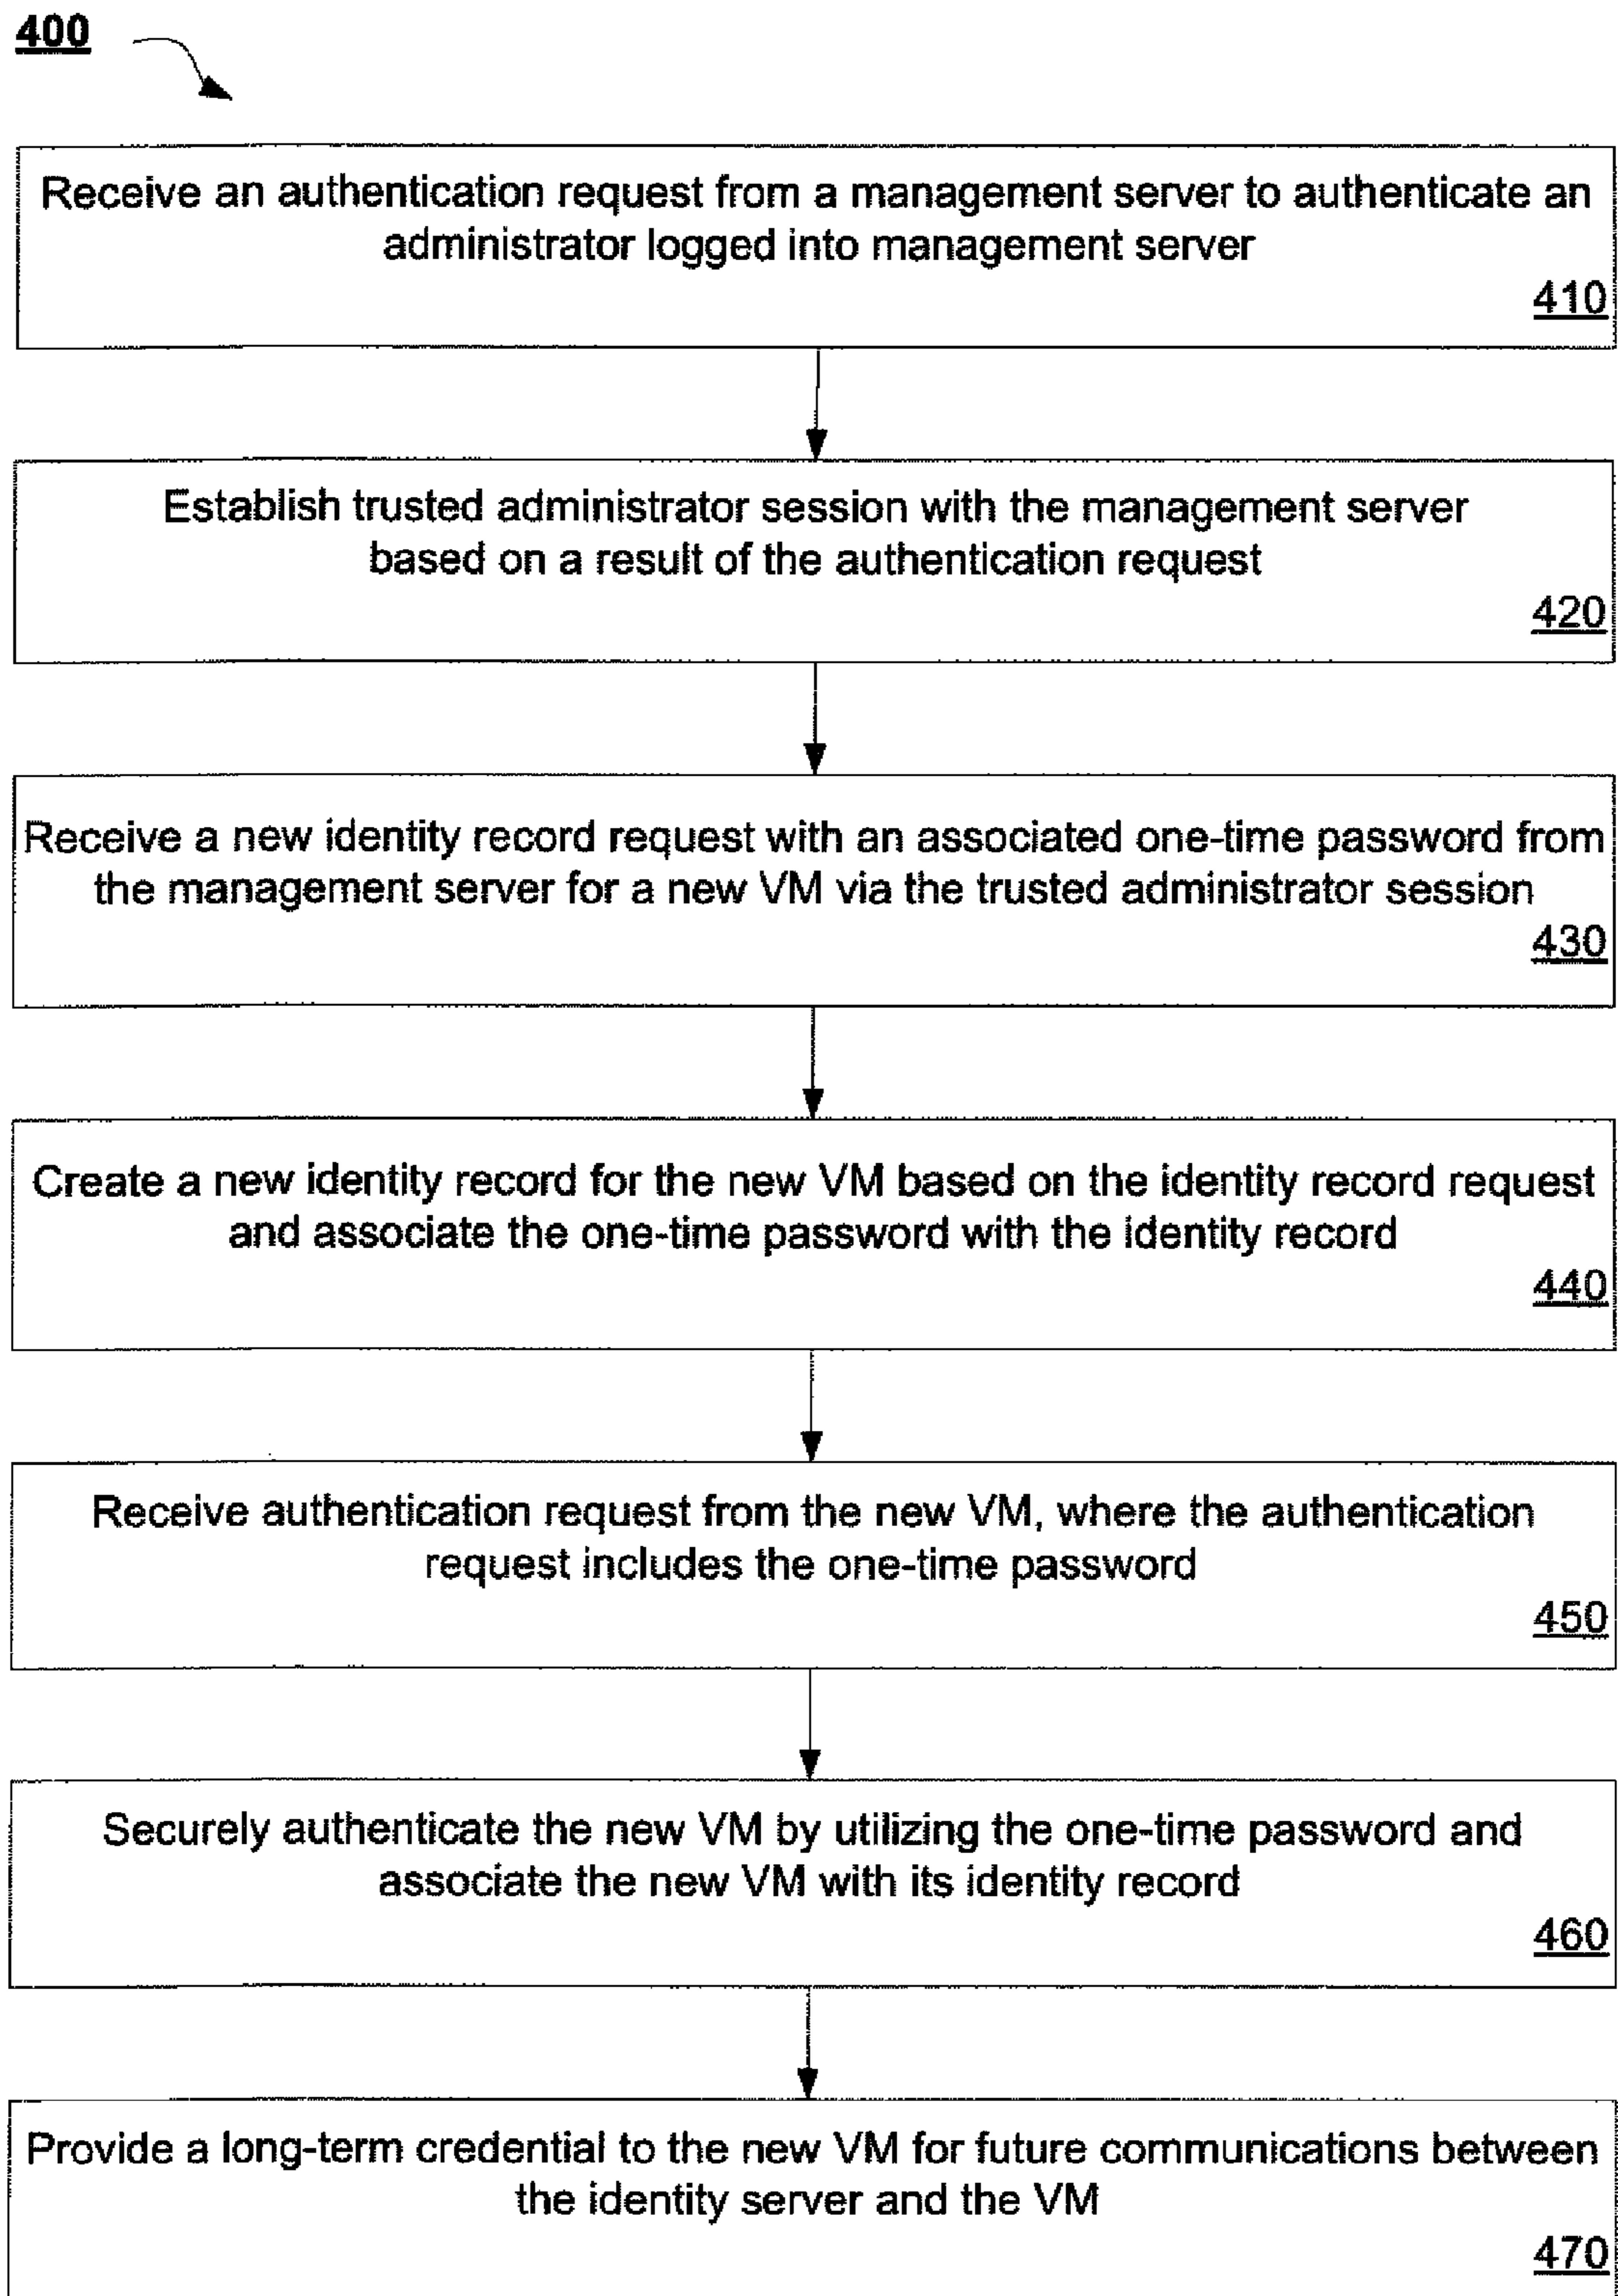 400
Receive an authentication request from a management server to authenticate an
administrator logged into management server
410
Establish trusted administrator session with the management server
based on a result of the authentication request
420
Receive a new identity record request with an associated one-time password from
the management server for a new VM via the trusted administrator session
430
Create a new identity record for the new VM based on the identity record request
and associate the one-time password with the identity record
440
Receive authentication request from the new VM, where the authentication
request includes the one-time password
450
Securely authenticate the new VM by utilizing the one-time password and
associate the new VM with its identity record
460
Provide a long-term credential to the new VM for future communications between
the identity server and the VM
470